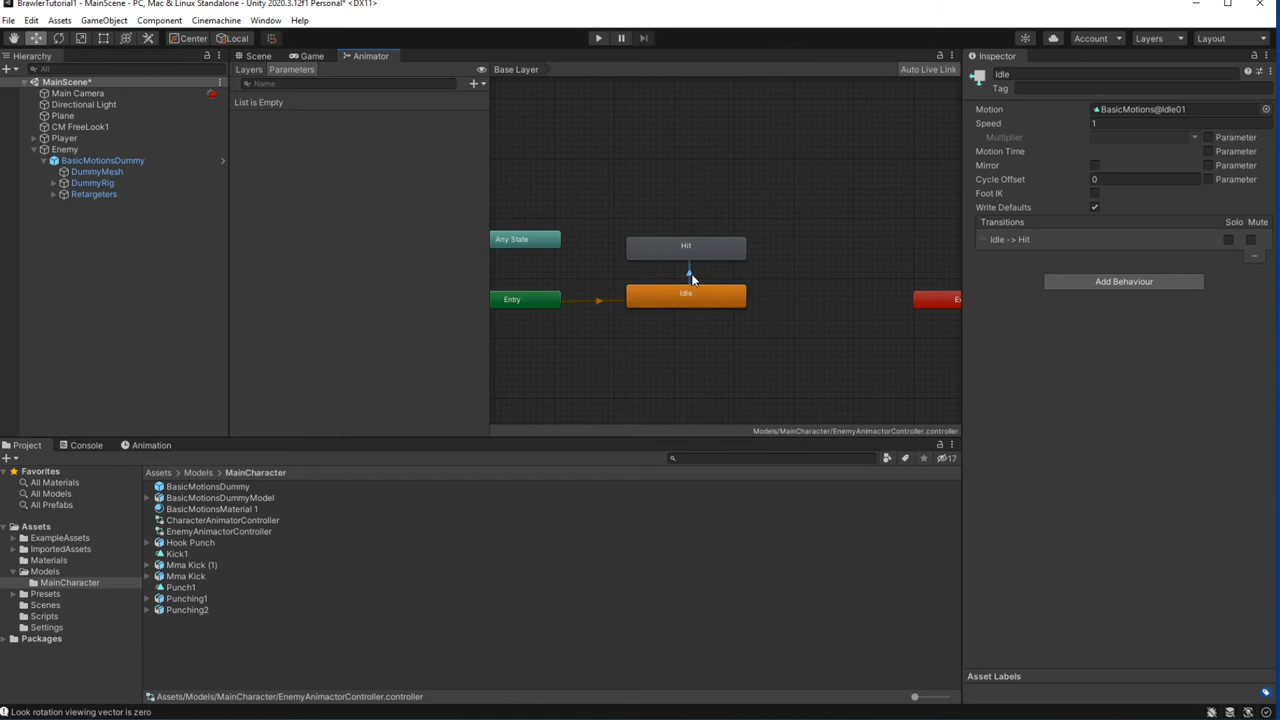 BrawlerTutorial1 - MainScene - PC, Mac & Linux Standalone - Unity 2020.3.12f1 Personal* <DX11>
File Edit Assets GameObject Component Cinemachine Window Help
Center Local Account Layers Layout
Hierarchy
All
MainScene*
Main Camera
Directional Light
Plane
CM FreeLook1
Player
Enemy
BasicMotionsDummy
DummyMesh
DummyRig
Retargeters
Scene Game Animator
Layers Parameters Base Layer Auto Live Link
Name
List is Empty
Any State
Hit
Entry
Idle
Ex
Models/MainCharacter/EnemyAnimactorController.controller
Inspector
Idle
Tag
Motion BasicMotions@Idle01
Speed 1
Multiplier Parameter
Motion Time Parameter
Mirror Parameter
Cycle Offset 0 Parameter
Foot IK
Write Defaults
Transitions Solo Mute
Idle -> Hit
Add Behaviour
Asset Labels
Project Console Animation
17
Favorites
All Materials
All Models
All Prefabs
Assets
ExampleAssets
ImportedAssets
Materials
Models
MainCharacter
Presets
Scenes
Scripts
Settings
Packages
Assets > Models > MainCharacter
BasicMotionsDummy
BasicMotionsDummyModel
BasicMotionsMaterial 1
CharacterAnimatorController
EnemyAnimactorController
Hook Punch
Kick1
Mma Kick (1)
Mma Kick
Punch1
Punching1
Punching2
Assets/Models/MainCharacter/EnemyAnimactorController.controller
Look rotation viewing vector is zero